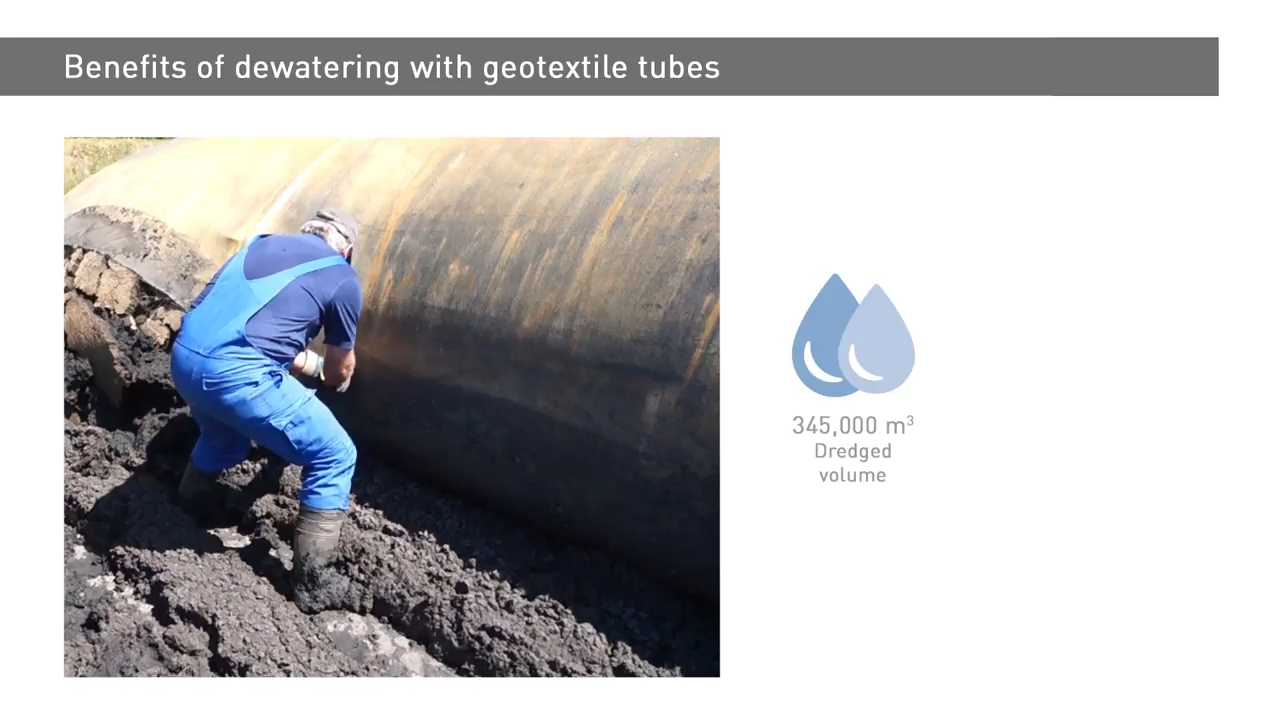 Benefits of dewatering with geotextile tubes
345,000 m³
Dredged
volume